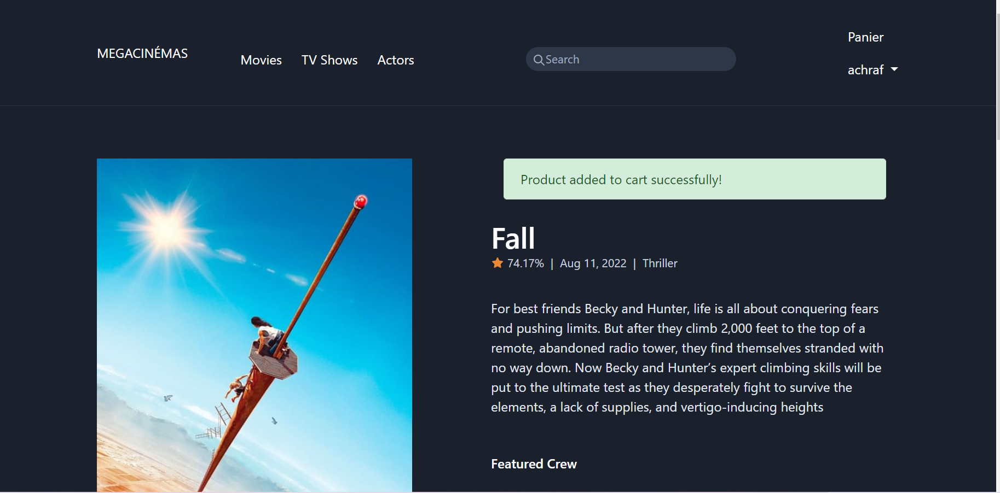 MEGACINÉMAS
Movies
TV Shows
Actors
Search
Panier
achraf
Product added to cart successfully!
Fall
74.17% | Aug 11, 2022 | Thriller
For best friends Becky and Hunter, life is all about conquering fears
and pushing limits. But after they climb 2,000 feet to the top of a
remote, abandoned radio tower, they find themselves stranded with
no way down. Now Becky and Hunter’s expert climbing skills will be
put to the ultimate test as they desperately fight to survive the
elements, a lack of supplies, and vertigo-inducing heights
Featured Crew